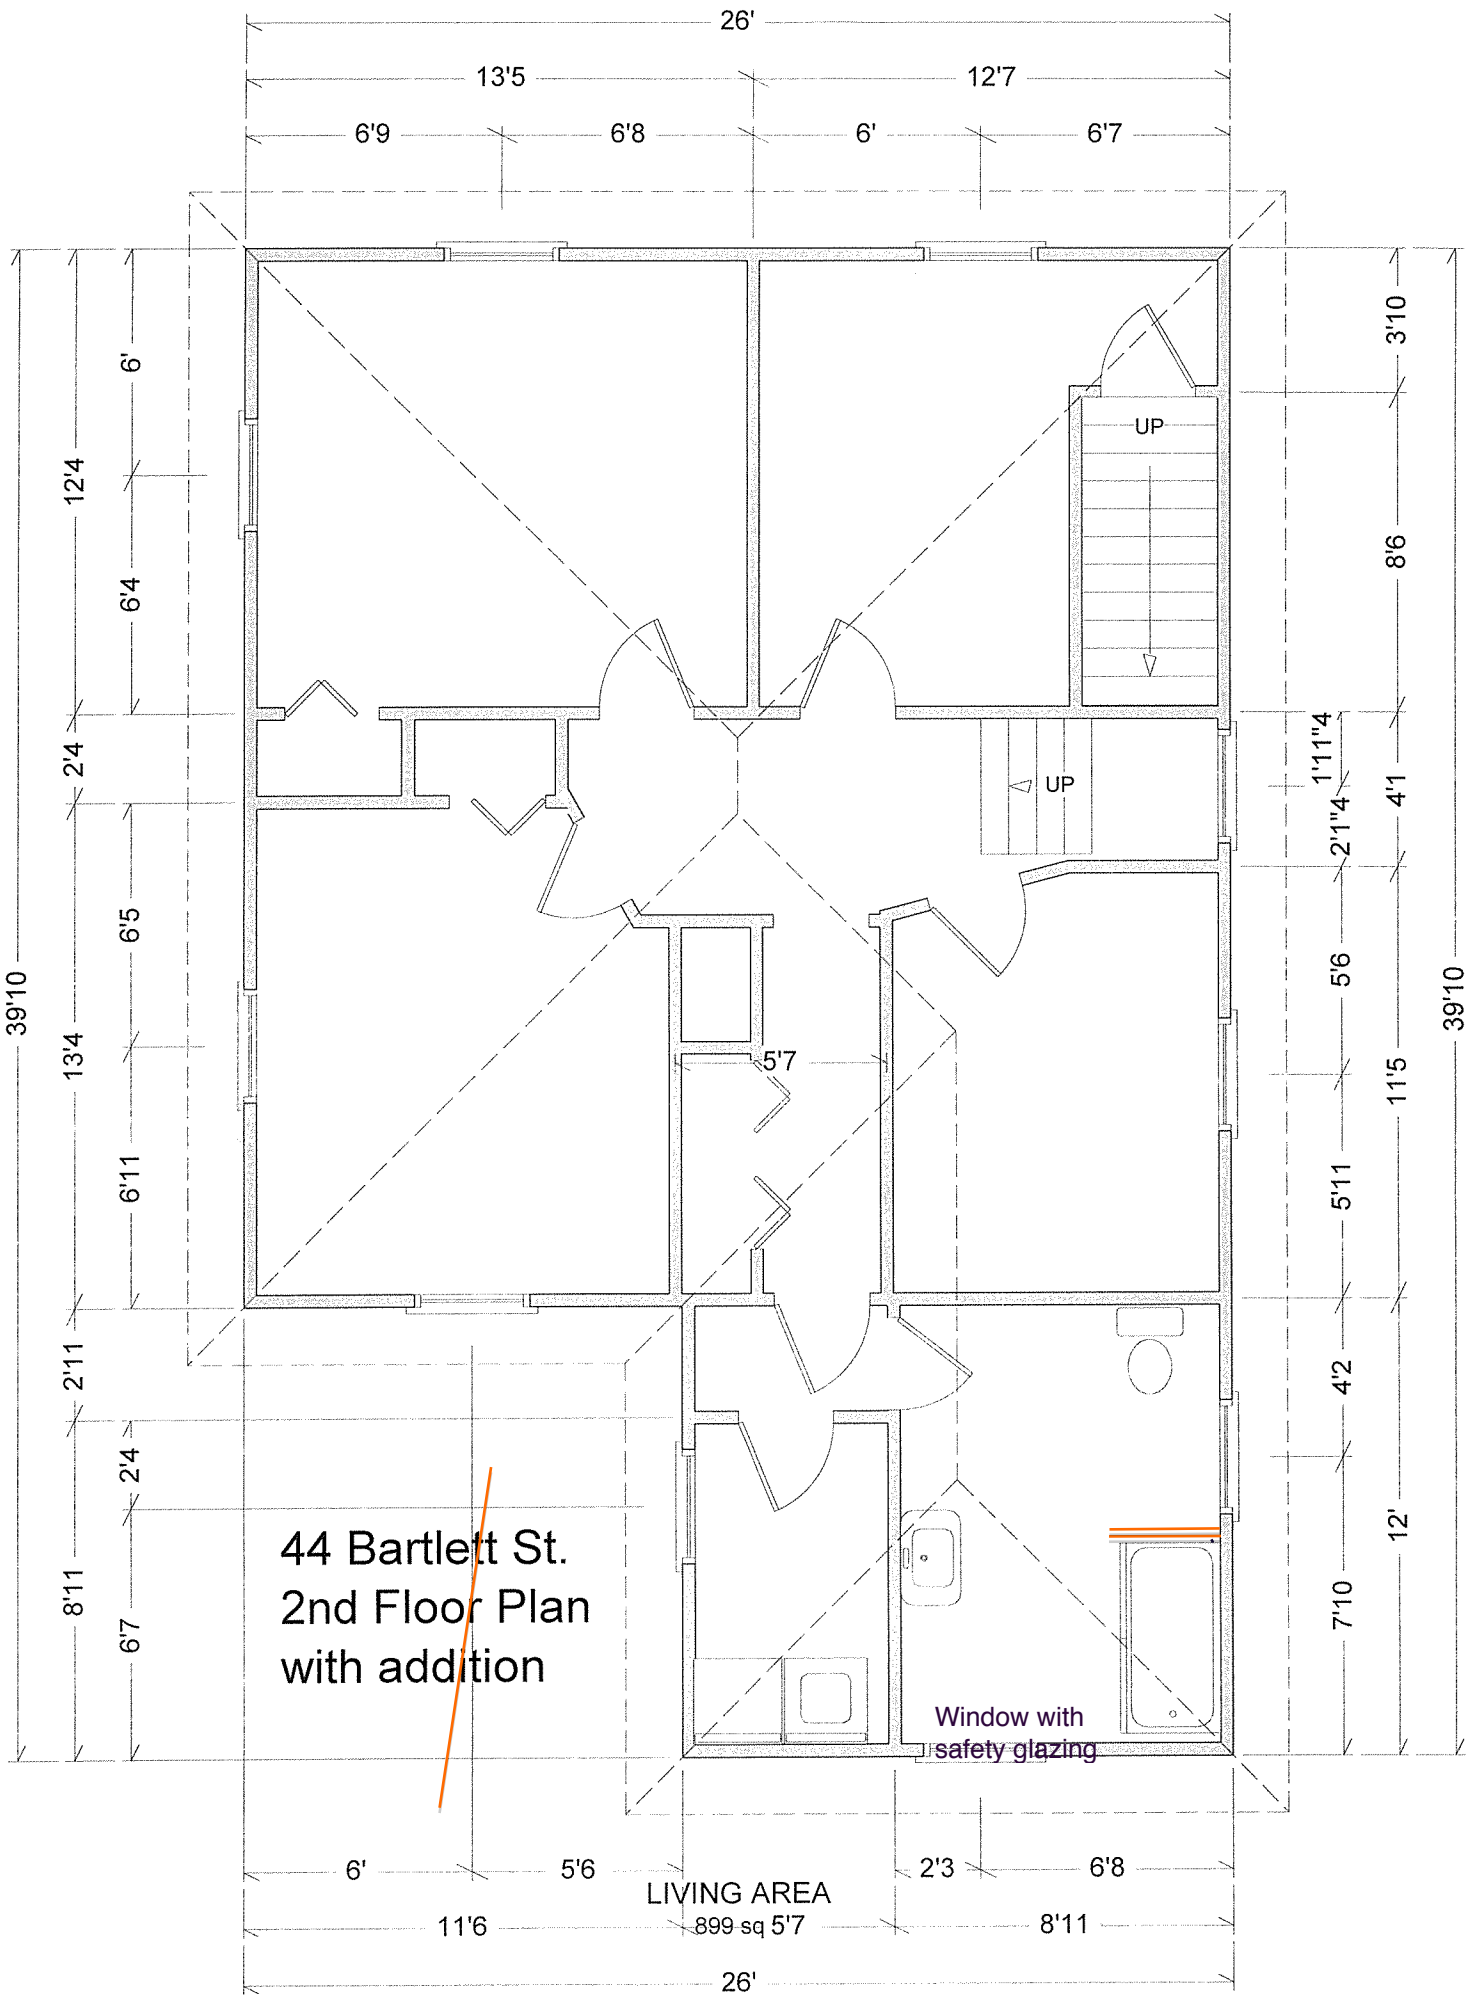 26'
13'5 12'7
6'9 6'8 6' 6'7
39'10
12'4
2'4
13'4
2'11
8'11
6'
6'4
6'5
6'11
2'4
6'7
UP
UP
5'7
3'10
8'6
4'1
11'5
12'
1'11"4
2'1"4
5'6
5'11
4'2
7'10
39'10
44 Bartlett St.
2nd Floor Plan
with addition
Window with
safety glazing
6' 5'6 2'3 6'8
LIVING AREA
899 sq
11'6 5'7 8'11
26'